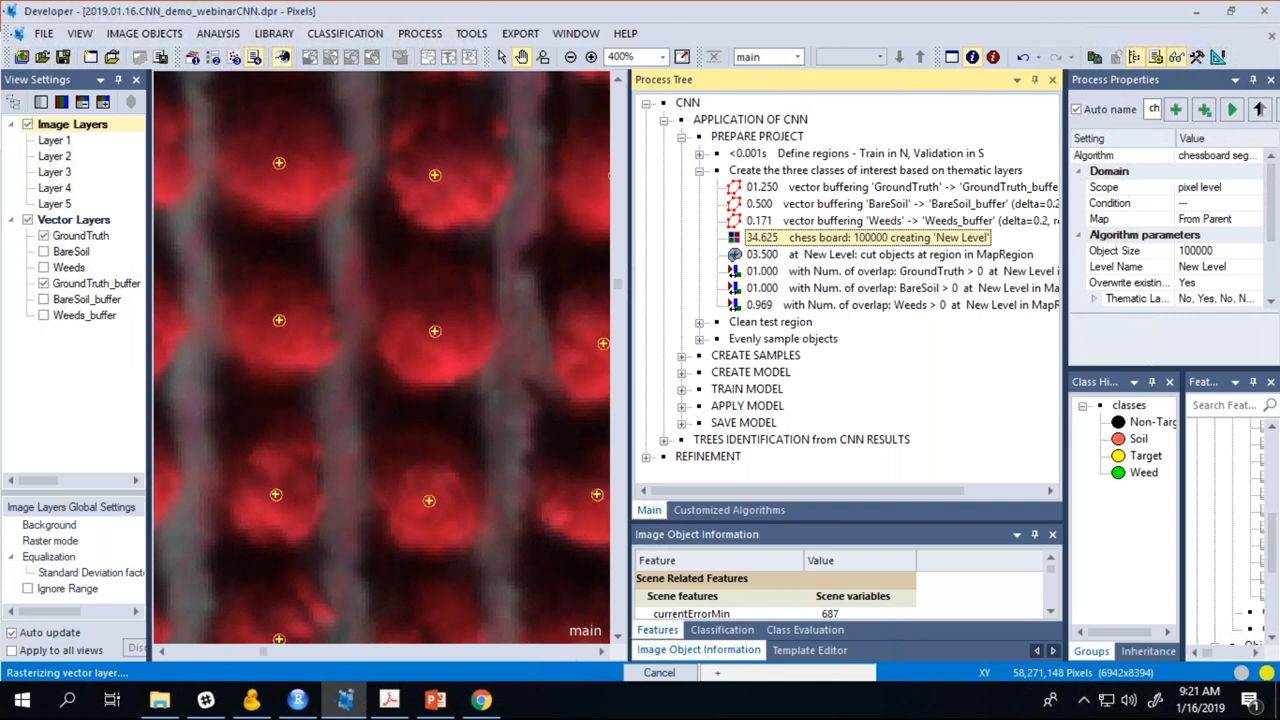 Developer - [2019.01.16.CNN_demo_webinarCNN.dpr - Pixels]
FILE VIEW IMAGE OBJECTS ANALYSIS LIBRARY CLASSIFICATION PROCESS TOOLS EXPORT WINDOW HELP
400% main
View Settings
Image Layers
Layer 1
Layer 2
Layer 3
Layer 4
Layer 5
Vector Layers
GroundTruth
BareSoil
Weeds
GroundTruth_buffer
BareSoil_buffer
Weeds_buffer
Image Layers Global Settings
Background
Raster mode
Equalization
Standard Deviation facto
Ignore Range
Auto update
Apply to all views
Disc
main
Process Tree
CNN
APPLICATION OF CNN
PREPARE PROJECT
<0.001s Define regions - Train in N, Validation in S
Create the three classes of interest based on thematic layers
01.250 vector buffering 'GroundTruth' -> 'GroundTruth_buffe
0.500 vector buffering 'BareSoil' -> 'BareSoil_buffer' (delta=0.2
0.171 vector buffering 'Weeds' -> 'Weeds_buffer' (delta=0.2, r
34.625 chess board: 100000 creating 'New Level'
03.500 at New Level: cut objects at region in MapRegion
01.000 with Num. of overlap: GroundTruth > 0 at New Level i
01.000 with Num. of overlap: BareSoil > 0 at New Level in Ma
0.969 with Num. of overlap: Weeds > 0 at New Level in MapR
Clean test region
Evenly sample objects
CREATE SAMPLES
CREATE MODEL
TRAIN MODEL
APPLY MODEL
SAVE MODEL
TREES IDENTIFICATION from CNN RESULTS
REFINEMENT
Main Customized Algorithms
Image Object Information
Feature Value
Scene Related Features
Scene features Scene variables
currentErrorMin 687
Features Classification Class Evaluation
Image Object Information Template Editor
Process Properties
Auto name ch
Setting Value
Algorithm chessboard seg...
Domain
Scope pixel level
Condition ---
Map From Parent
Algorithm parameters
Object Size 100000
Level Name New Level
Overwrite existin... Yes
Thematic La... No, Yes, No, N...
Class Hi... Feat...
classes
Non-Targ
Soil
Target
Weed
Search Feat...
Groups Inheritance
Rasterizing vector layer....
Cancel
XY 58,271,148 Pixels (6942x8394)
9:21 AM
1/16/2019